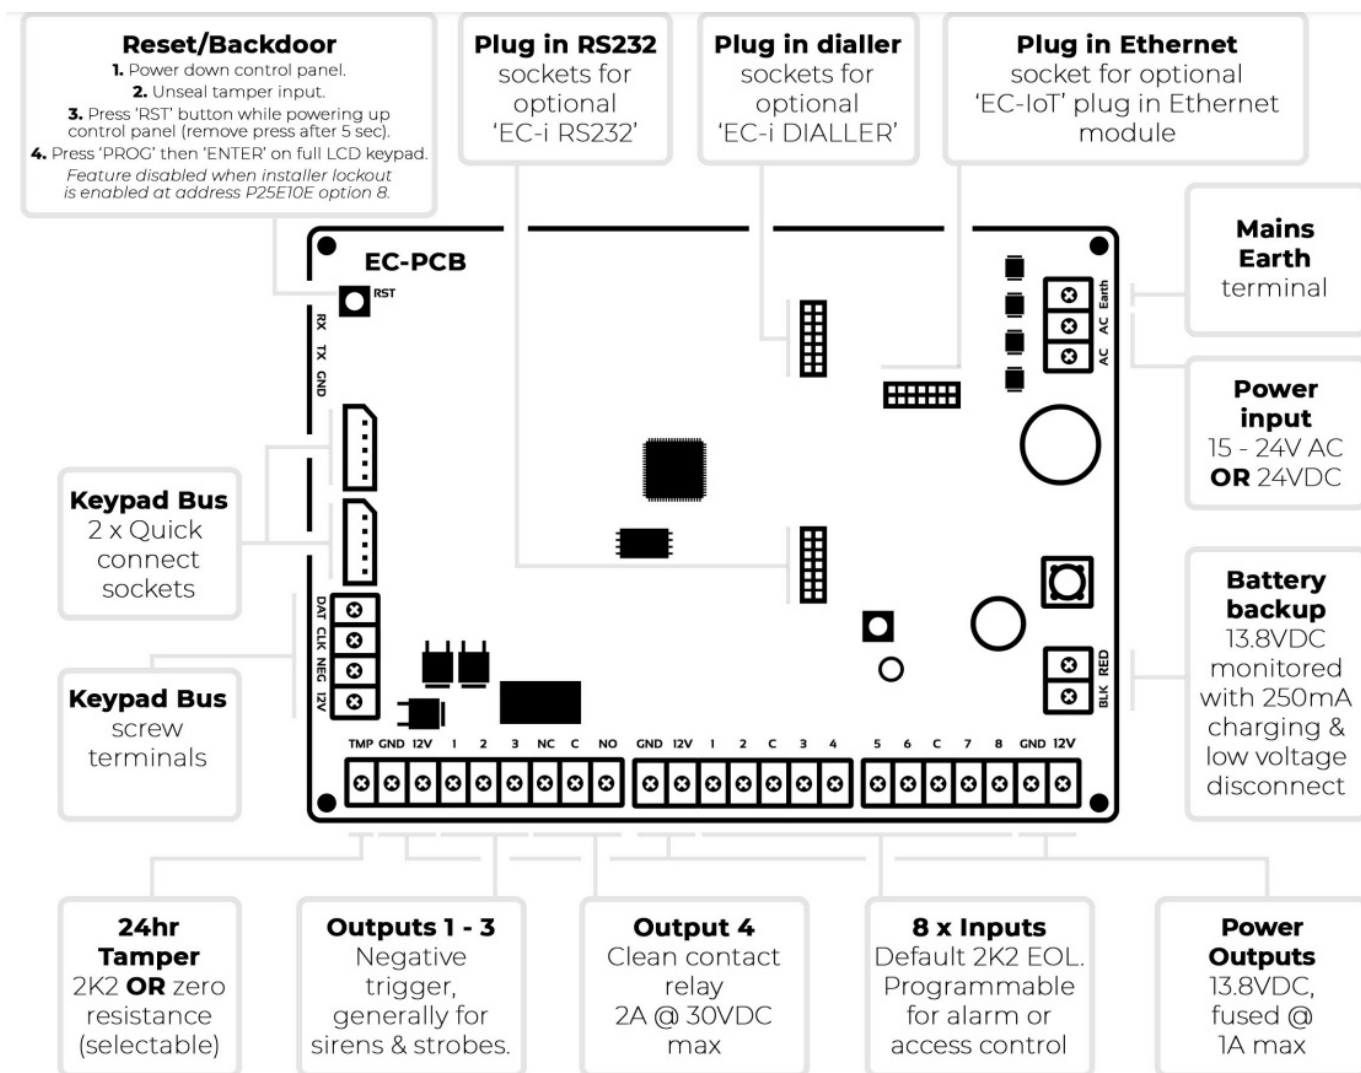 Reset/Backdoor
1. Power down control panel.
2. Unseal tamper input.
3. Press 'RST' button while powering up
control panel (remove press after 5 sec).
4. Press 'PROG' then 'ENTER' on full LCD keypad.
Feature disabled when installer lockout
is enabled at address P25E10E option 8.
Plug in RS232
sockets for
optional
'EC-i RS232'
Plug in dialler
sockets for
optional
'EC-i DIALLER'
Plug in Ethernet
socket for optional
'EC-IoT' plug in Ethernet
module
EC-PCB
RST
RX
TX
GND
Earth
AC
AC
Mains
Earth
terminal
Power
input
15 - 24V AC
OR 24VDC
Keypad Bus
2 x Quick
connect
sockets
Battery
backup
13.8VDC
monitored
with 250mA
charging &
low voltage
disconnect
DAT
CLK
NEG
12V
RED
BLK
Keypad Bus
screw
terminals
TMP GND 12V 1 2 3 NC C NO GND 12V 1 2 C 3 4 5 6 C 7 8 GND 12V
24hr
Tamper
2K2 OR zero
resistance
(selectable)
Outputs 1 - 3
Negative
trigger,
generally for
sirens & strobes.
Output 4
Clean contact
relay
2A @ 30VDC
max
8 x Inputs
Default 2K2 EOL.
Programmable
for alarm or
access control
Power
Outputs
13.8VDC,
fused @
1A max